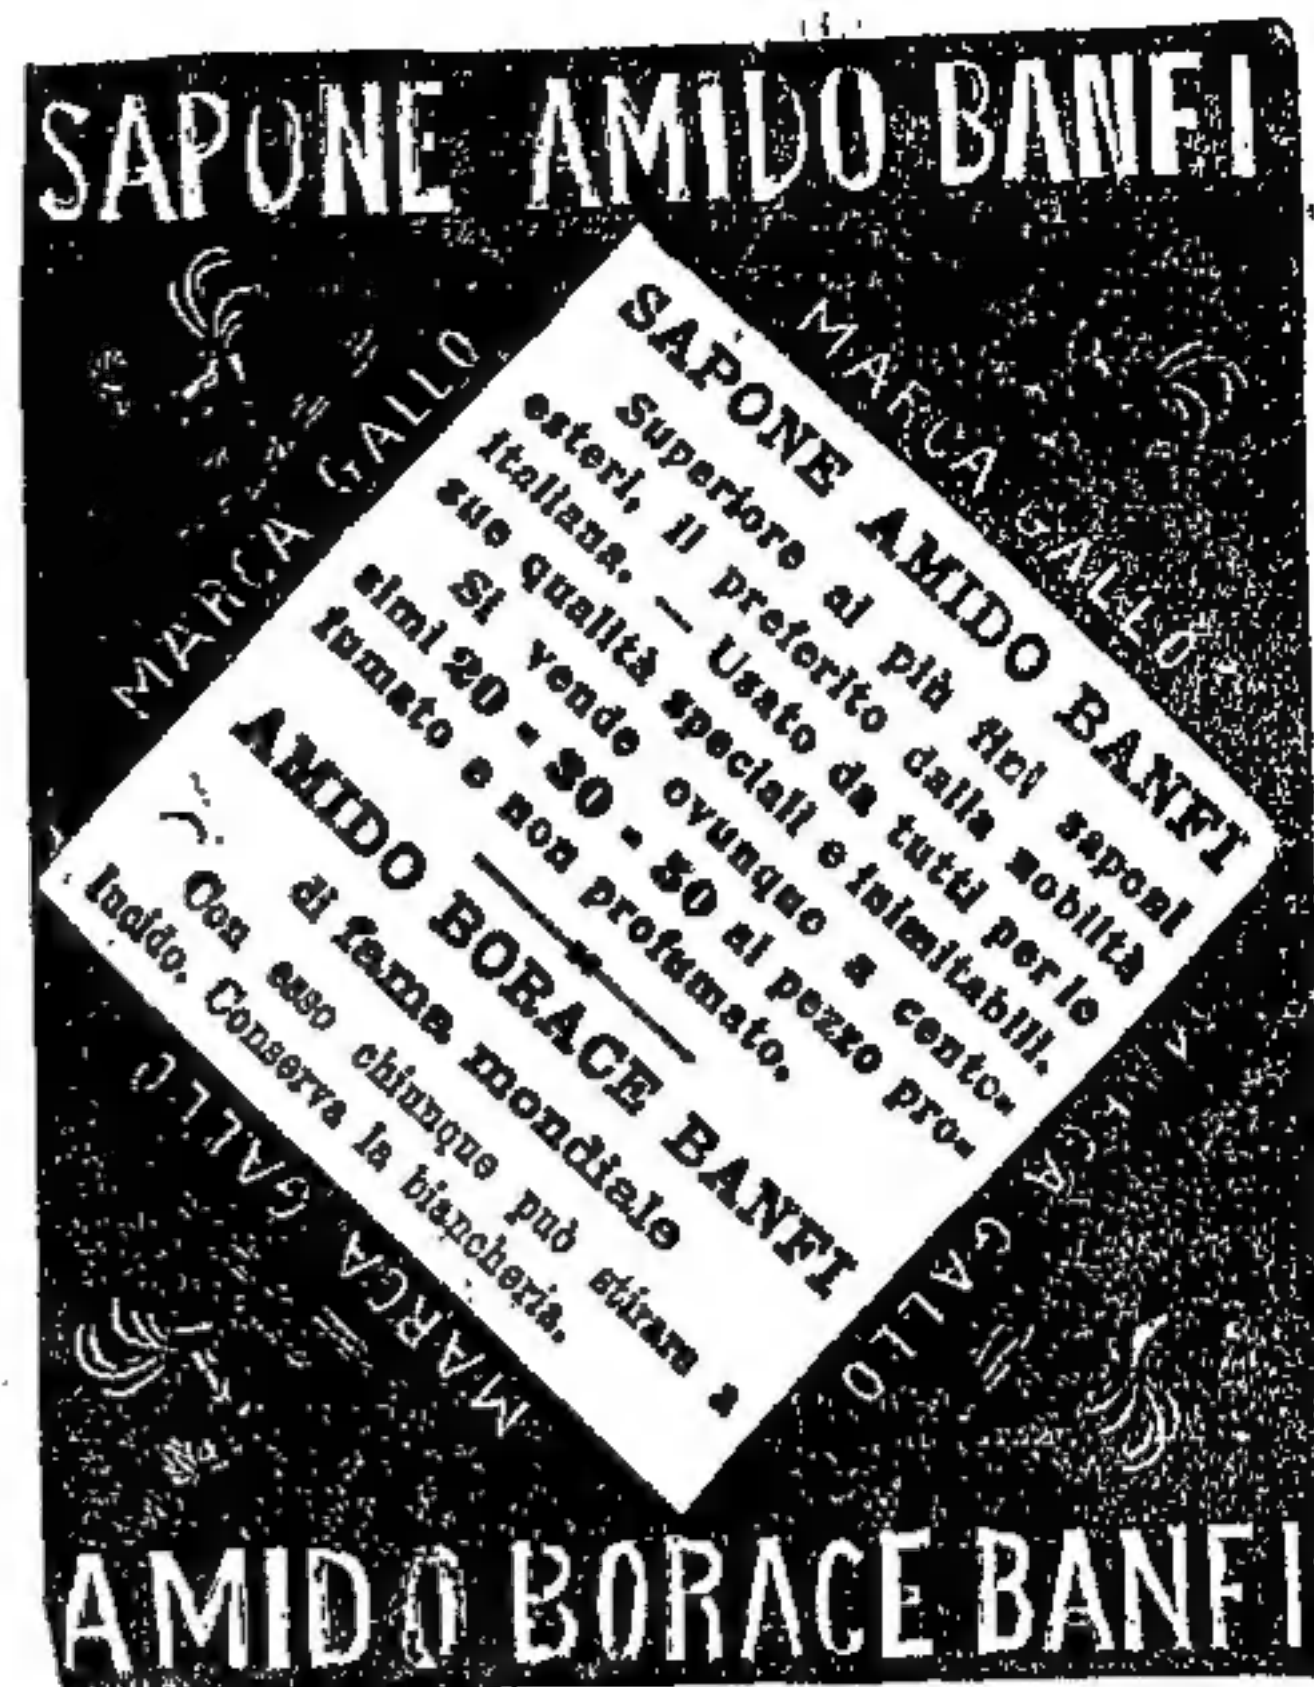 SAPONE AMIDO BANFI
MARCA GALLO
MARCA GALLO
SAPONE AMIDO BANFI
Superiore ai più fini saponi
esteri, il preferito dalla nobiltà
italiana. — Usato da tutti per le
sue qualità speciali e inimitabili.
Si vende ovunque a cente-
simi 20 - 30 - 50 al pezzo pro-
fumato e non profumato.
AMIDO BORACE BANFI
di fama mondiale
Con esso chiunque può stirare a
lucido. Conserva la biancheria.
MARCA GALLO
MARCA GALLO
AMIDO BORACE BANFI